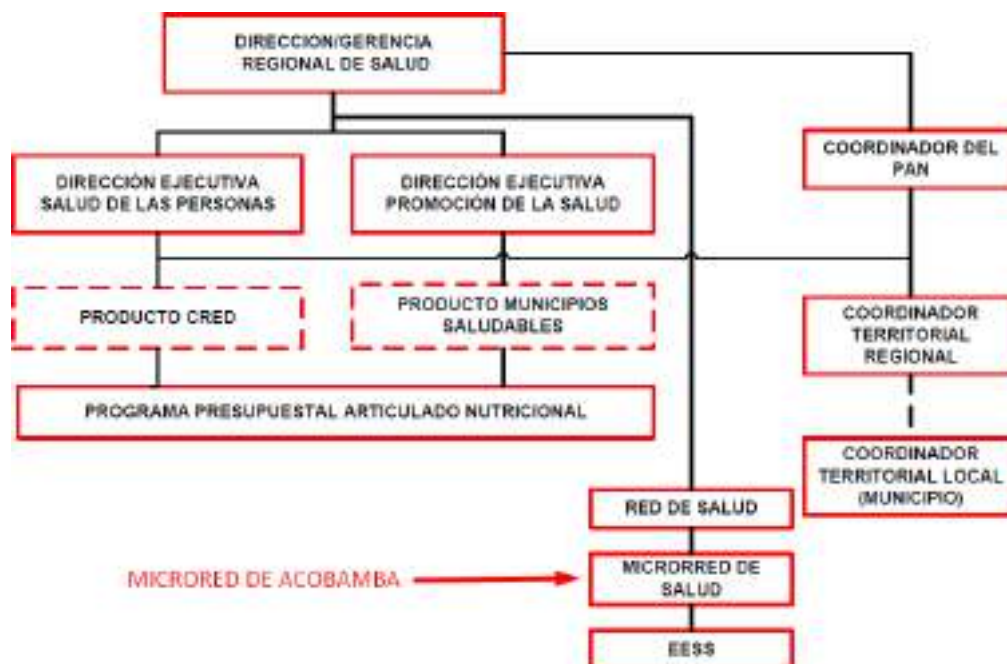 DIRECCION/GERENCIA
REGIONAL DE SALUD
COORDINADOR DEL
PAN
DIRECCIÓN EJECUTIVA
SALUD DE LAS PERSONAS
DIRECCIÓN EJECUTIVA
PROMOCIÓN DE LA SALUD
PRODUCTO CRED
PRODUCTO MUNICIPIOS
SALUDABLES
COORDINADOR
TERRITORIAL
REGIONAL
PROGRAMA PRESUPUESTAL ARTICULADO NUTRICIONAL
COORDINADOR
TERRITORIAL LOCAL
(MUNICIPIO)
RED DE SALUD
MICRORED DE ACOBAMBA
MICRORRED DE
SALUD
EESS